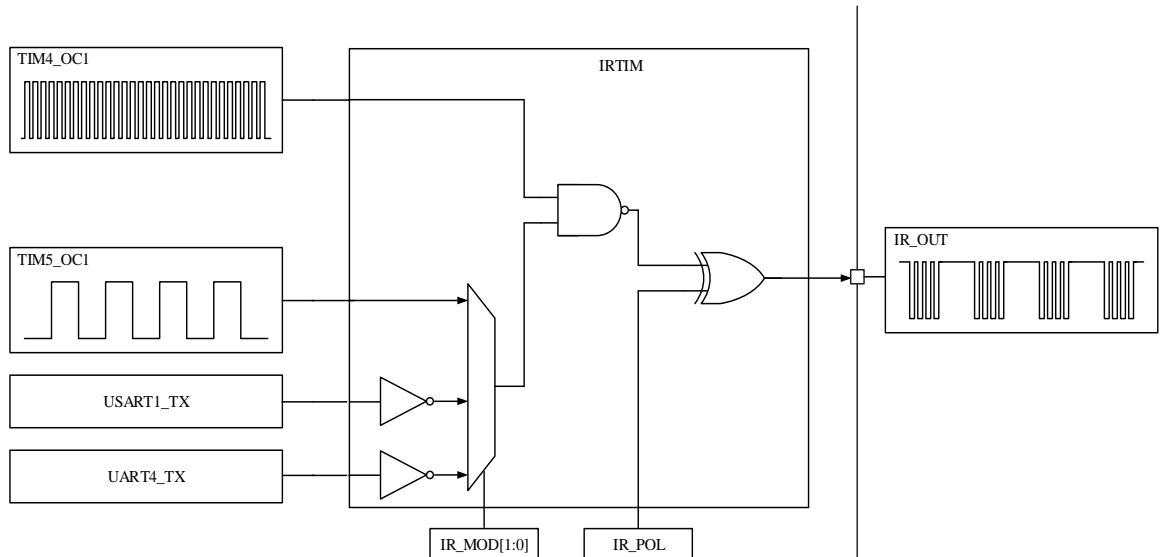 TIM4_OC1
IRTIM
TIM5_OC1
IR_OUT
USART1_TX
UART4_TX
IR_MOD[1:0]
IR_POL